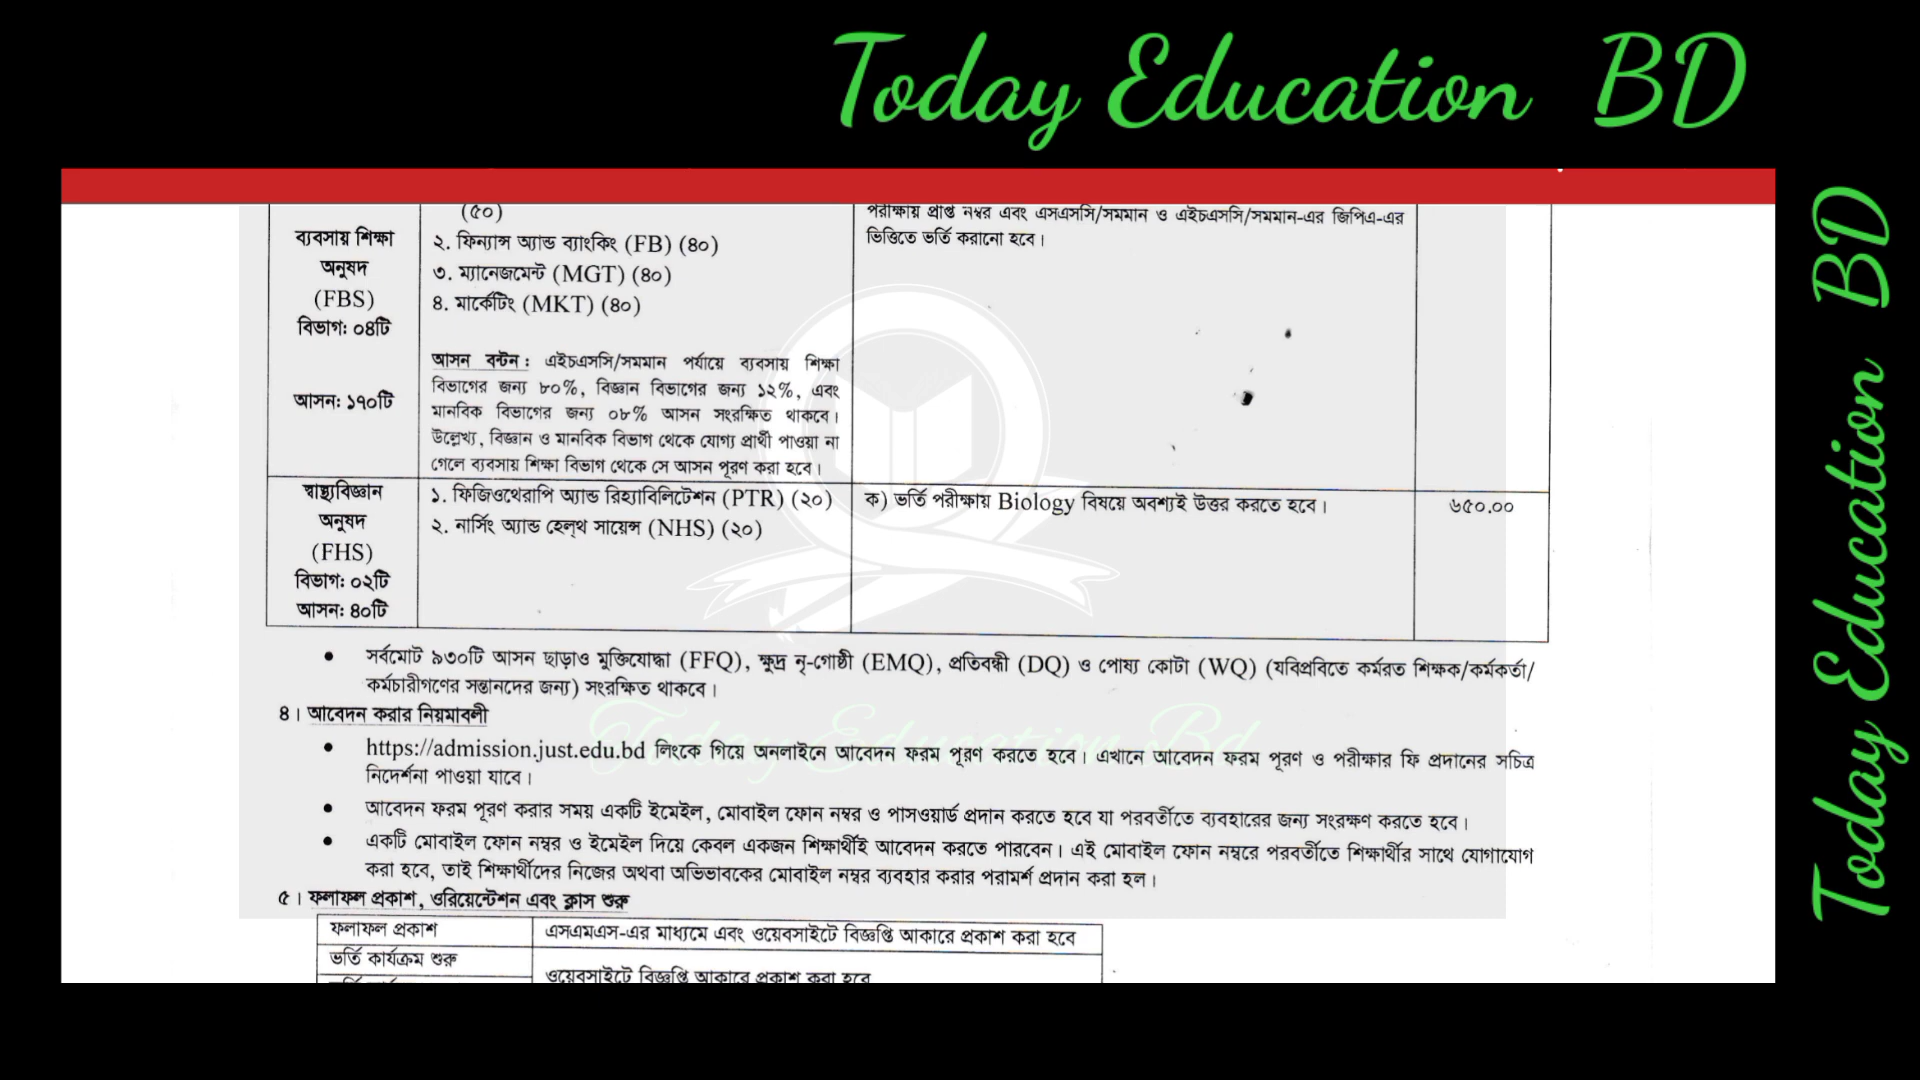 Today Education BD
Today Education BD
(৫০)
পরীক্ষায় প্রাপ্ত নম্বর এবং এসএসসি/সমমান ও এইচএসসি/সমমান-এর জিপিএ-এর
ভিত্তিতে ভর্তি করানো হবে।
ব্যবসায় শিক্ষা
অনুষদ
(FBS)
বিভাগঃ ০৪টি
আসনঃ ১৭০টি
২. ফিন্যান্স অ্যান্ড ব্যাংকিং (FB) (৪০)
৩. ম্যানেজমেন্ট (MGT) (৪০)
৪. মার্কেটিং (MKT) (৪০)
আসন বন্টন : এইচএসসি/সমমান পর্যায়ে ব্যবসায় শিক্ষা
বিভাগের জন্য ৮০%, বিজ্ঞান বিভাগের জন্য ১২%, এবং
মানবিক বিভাগের জন্য ০৮% আসন সংরক্ষিত থাকবে।
উল্লেখ্য, বিজ্ঞান ও মানবিক বিভাগ থেকে যোগ্য প্রার্থী পাওয়া না
গেলে ব্যবসায় শিক্ষা বিভাগ থেকে সে আসন পূরণ করা হবে।
স্বাস্থ্যবিজ্ঞান
অনুষদ
(FHS)
বিভাগঃ ০২টি
আসনঃ ৪০টি
১. ফিজিওথেরাপি অ্যান্ড রিহ্যাবিলিটেশন (PTR) (২০)
২. নার্সিং অ্যান্ড হেল্‌থ সায়েন্স (NHS) (২০)
ক) ভর্তি পরীক্ষায় Biology বিষয়ে অবশ্যই উত্তর করতে হবে।
৬৫০.০০
• সর্বমোট ৯৩০টি আসন ছাড়াও মুক্তিযোদ্ধা (FFQ), ক্ষুদ্র নৃ-গোষ্ঠী (EMQ), প্রতিবন্ধী (DQ) ও পোষ্য কোটা (WQ) (যবিপ্রবিতে কর্মরত শিক্ষক/কর্মকর্তা/
কর্মচারীগণের সন্তানদের জন্য) সংরক্ষিত থাকবে।
৪। আবেদন করার নিয়মাবলী
Today Education Bd
• https://admission.just.edu.bd লিংকে গিয়ে অনলাইনে আবেদন ফরম পূরণ করতে হবে। এখানে আবেদন ফরম পূরণ ও পরীক্ষার ফি প্রদানের সচিত্র
নিদের্শনা পাওয়া যাবে।
• আবেদন ফরম পূরণ করার সময় একটি ইমেইল, মোবাইল ফোন নম্বর ও পাসওয়ার্ড প্রদান করতে হবে যা পরবর্তীতে ব্যবহারের জন্য সংরক্ষণ করতে হবে।
• একটি মোবাইল ফোন নম্বর ও ইমেইল দিয়ে কেবল একজন শিক্ষার্থীই আবেদন করতে পারবেন। এই মোবাইল ফোন নম্বরে পরবর্তীতে শিক্ষার্থীর সাথে যোগাযোগ
করা হবে, তাই শিক্ষার্থীদের নিজের অথবা অভিভাবকের মোবাইল নম্বর ব্যবহার করার পরামর্শ প্রদান করা হল।
৫। ফলাফল প্রকাশ, ওরিয়েন্টেশন এবং ক্লাস শুরু
ফলাফল প্রকাশ
এসএমএস-এর মাধ্যমে এবং ওয়েবসাইটে বিজ্ঞপ্তি আকারে প্রকাশ করা হবে
ভর্তি কার্যক্রম শুরু
ওয়েবসাইটে বিজ্ঞপ্তি আকারে প্রকাশ করা হবে